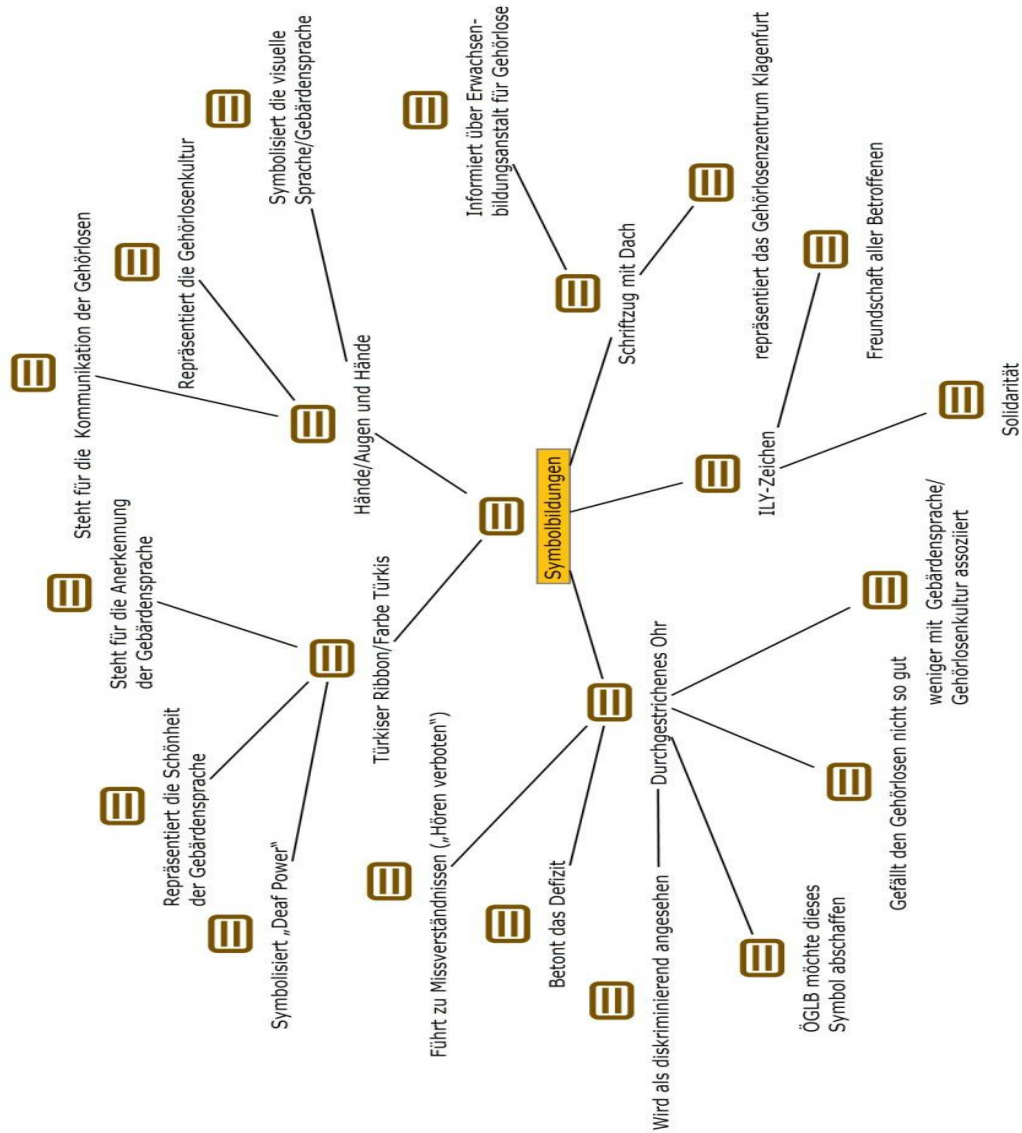 Symbolbildungen
Türkiser Ribbon/Farbe Türkis
Steht für die Anerkennung
der Gebärdensprache
Repräsentiert die Schönheit
der Gebärdensprache
Symbolisiert „Deaf Power“
Hände/Augen und Hände
Steht für die Kommunikation der Gehörlosen
Repräsentiert die Gehörlosenkultur
Symbolisiert die visuelle
Sprache/Gebärdensprache
Schriftzug mit Dach
Informiert über Erwachsen-
bildungsanstalt für Gehörlose
repräsentiert das Gehörlosenzentrum Klagenfurt
ILY-Zeichen
Freundschaft aller Betroffenen
Solidarität
Durchgestrichenes Ohr
Führt zu Missverständnissen („Hören verboten“)
Betont das Defizit
Wird als diskriminierend angesehen
ÖGLB möchte dieses
Symbol abschaffen
Gefällt den Gehörlosen nicht so gut
weniger mit Gebärdensprache/
Gehörlosenkultur assoziiert